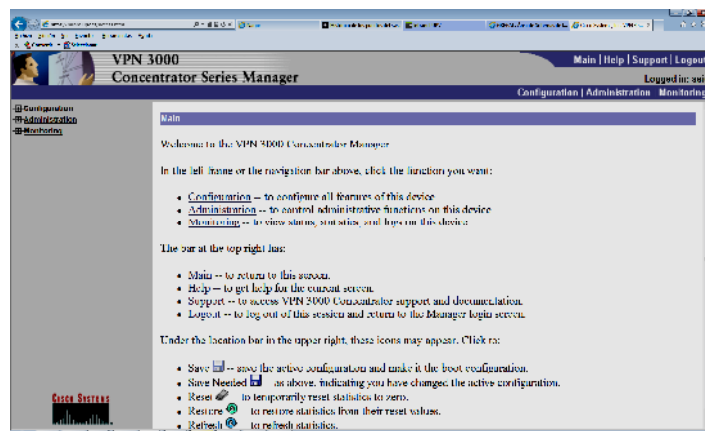 VPN 3000
Concentrator Series Manager
Main | Help | Support | Logout
Logged in:
Configuration | Administration Monitoring
Configuration
Administration
Monitoring
Main
Welcome to the VPN 3000 Concentrator Manager
In the left frame or the navigation bar above, click the function you want:
Configuration -- to configure all features of this device
Administration -- to control administrative functions on this device
Monitoring -- to view status, statistics, and logs on this device
The bar at the top right has:
Main -- to return to this screen.
Help -- to get help for the current screen.
Support -- to access VPN 3000 Concentrator support and documentation.
Logout -- to log out of this session and return to the Manager login screen.
Under the location bar in the upper right, these icons may appear. Click to:
Save -- save the active configuration and make it the boot configuration.
Save Needed as above, indicating you have changed the active configuration.
Reset to temporarily reset statistics to zero.
Restore to restore statistics from their reset values.
Refresh to refresh statistics.
CISCO SYSTEMS